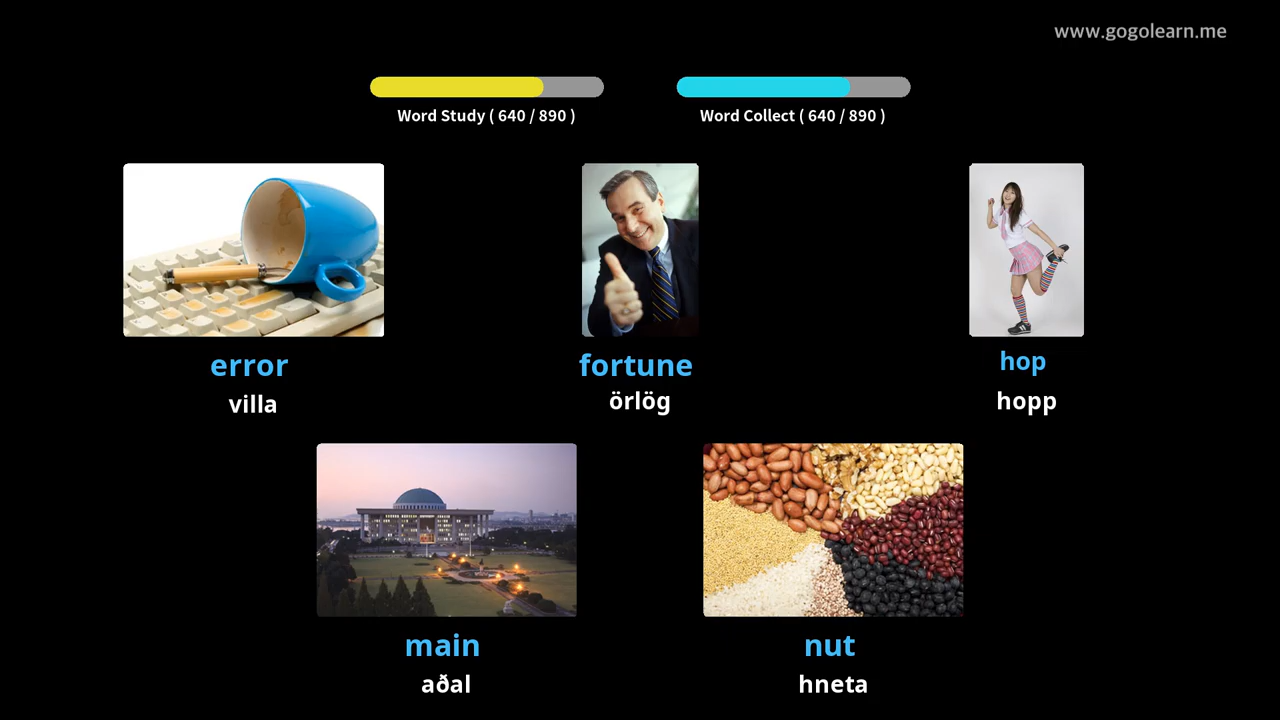 www.gogolearn.me
Word Study ( 640 / 890 )
Word Collect ( 640 / 890 )
error
villa
fortune
örlög
hop
hopp
main
aðal
nut
hneta